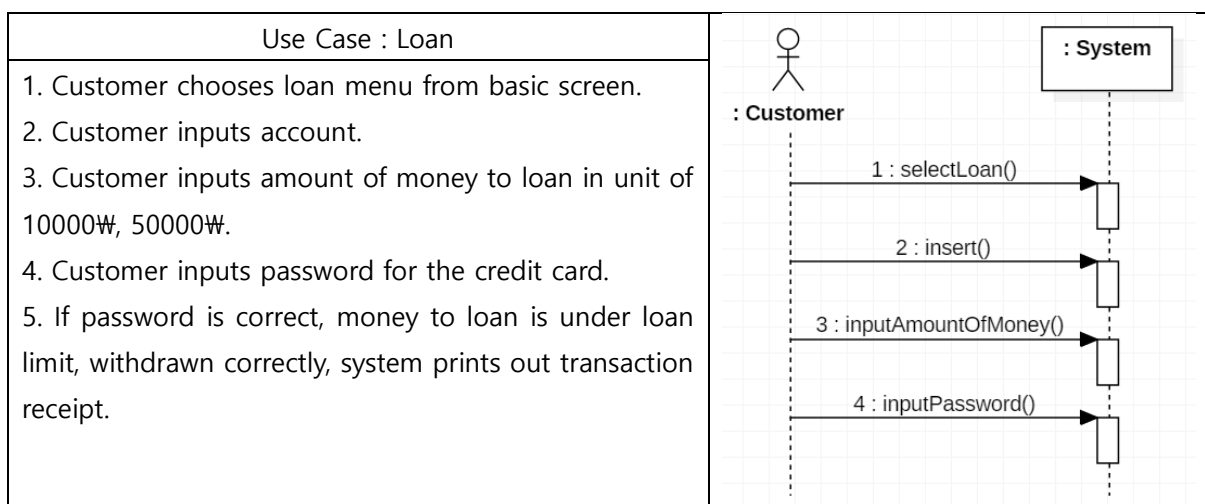 Use Case : Loan
1. Customer chooses loan menu from basic screen.
2. Customer inputs account.
3. Customer inputs amount of money to loan in unit of
10000₩, 50000₩.
4. Customer inputs password for the credit card.
5. If password is correct, money to loan is under loan
limit, withdrawn correctly, system prints out transaction
receipt.
: System
: Customer
1 : selectLoan()
2 : insert()
3 : inputAmountOfMoney()
4 : inputPassword()